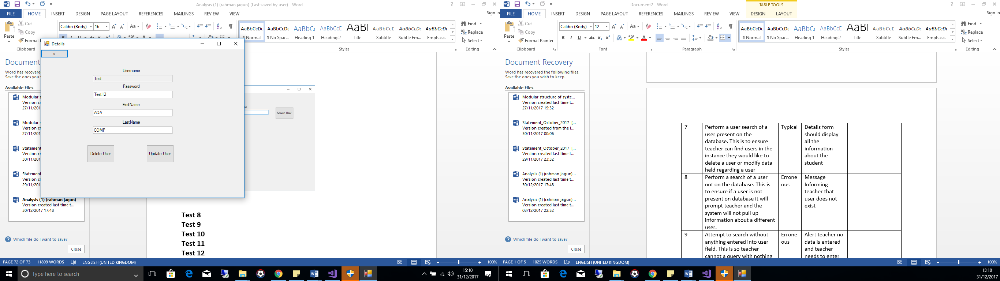 Analysis (1) (rahman jagun) (Last saved by user) - Word
FILE HOME INSERT DESIGN PAGE LAYOUT REFERENCES MAILINGS REVIEW VIEW Sign in
Paste Cut Copy
Clipboard
Calibri (Body) 16
AaBbCcDc AaBbCcDc AaBbCc AaBbCcD AaBl AaBbCcD AaBbCcDc AaBbCcDc
¶ Normal ¶ No Spac... Heading 1 Heading 2 Title Subtitle Subtle Em... Emphasis
Styles
Find
Replace
Select
Editing
Details
<
Username
Test
Password
Test12
FirstName
AQA
LastName
COMP
Delete User Update User
Search User
Document
Word has recovere
Save the ones you
Available Files
Modular s
Version cr
27/11/201
Modular s
Version cr
27/11/201
Statement
Version cr
30/11/201
Statement
Version cr
29/11/201
Analysis (1) (rahman jagun)
Version created last time t...
30/12/2017 17:48
Which file do I want to save?
Close
Test 8
Test 9
Test 10
Test 11
Test 12
PAGE 72 OF 73 11899 WORDS ENGLISH (UNITED KINGDOM) 100%
Type here to search
15:10
31/12/2017
Document2 - Word
TABLE TOOLS
FILE HOME INSERT DESIGN PAGE LAYOUT REFERENCES MAILINGS REVIEW VIEW DESIGN LAYOUT Sign in
Paste Cut Copy Format Painter
Clipboard
Calibri (Body) 12
Font
Paragraph
AaBbCcDc AaBbCcDc AaBbCc AaBbCcD AaBl AaBbCcD AaBbCcDc AaBbCcDc
¶ Normal ¶ No Spac... Heading 1 Heading 2 Title Subtitle Subtle Em... Emphasis
Styles
Find
Replace
Select
Editing
Document Recovery
Word has recovered the following files.
Save the ones you wish to keep.
Available Files
Modular structure of syste...
Version created last time t...
27/11/2017 19:32
Statement_October_2017 [...
Version created from the l...
30/11/2017 00:06
Statement_October_2017 [...
Version created last time t...
29/11/2017 23:32
Analysis (1) (rahman jagun) ..
Version created last time t...
30/12/2017 17:48
Analysis (1) (rahman jagun) ..
Version created last time t...
03/12/2017 22:52
Which file do I want to save?
Close
7 Perform a user search of a Typical Details form
user present on the should display
database. This is to ensure all the
teacher can find users in the information
instance they would like to about the
delete a user or modify data student
held regarding a user
8 Perform a search of a user Errone Message
not on the database. This is ous Informing
to ensure if a user is not teacher that
present on database it will user does not
prompt teacher and the exist
system will not pull up
information about a different
user.
9 Attempt to search without Errone Alert teacher no
anything entered into user ous data is entered
field. This is so teacher and teacher
cannot a query with nothing needs to enter
PAGE 1 OF 5 1025 WORDS ENGLISH (UNITED KINGDOM) 100%
15:10
31/12/2017